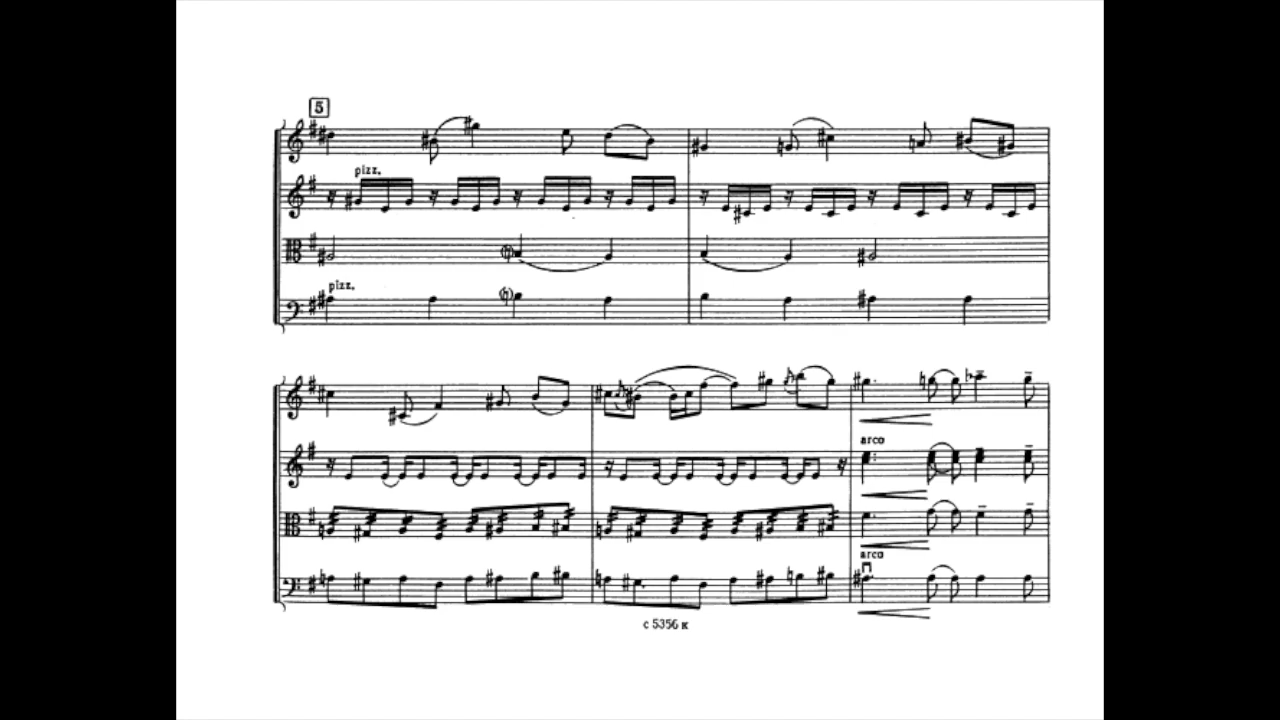 5
pizz.
pizz.
arco
arco
с 5356 к